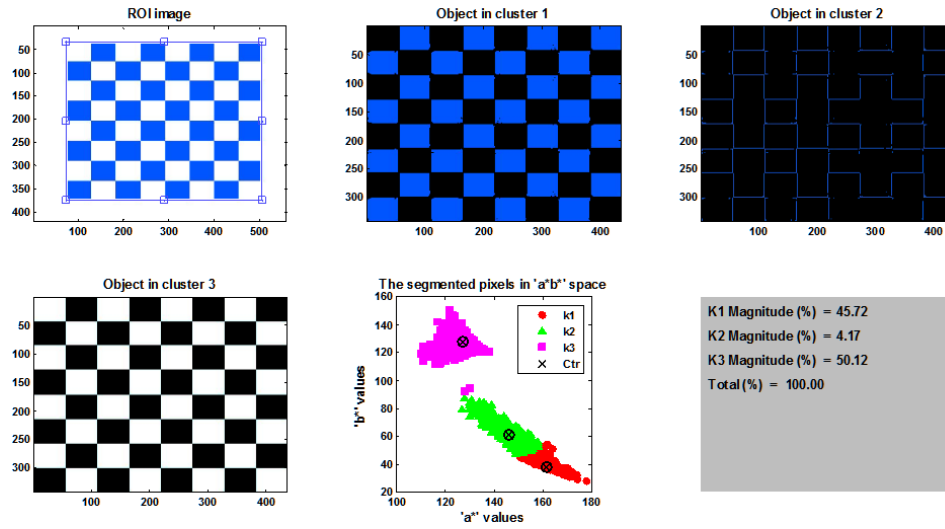 ROI image
50
100
150
200
250
300
350
400
100 200 300 400 500
Object in cluster 1
50
100
150
200
250
300
100 200 300 400
Object in cluster 2
50
100
150
200
250
300
100 200 300 400
Object in cluster 3
50
100
150
200
250
300
100 200 300 400
The segmented pixels in 'a*b*' space
160
140
120
100
80
60
40
20
'b*' values
k1
k2
k3
Ctr
100 120 140 160 180
'a*' values
K1 Magnitude (%) = 45.72
K2 Magnitude (%) = 4.17
K3 Magnitude (%) = 50.12
Total (%) = 100.00